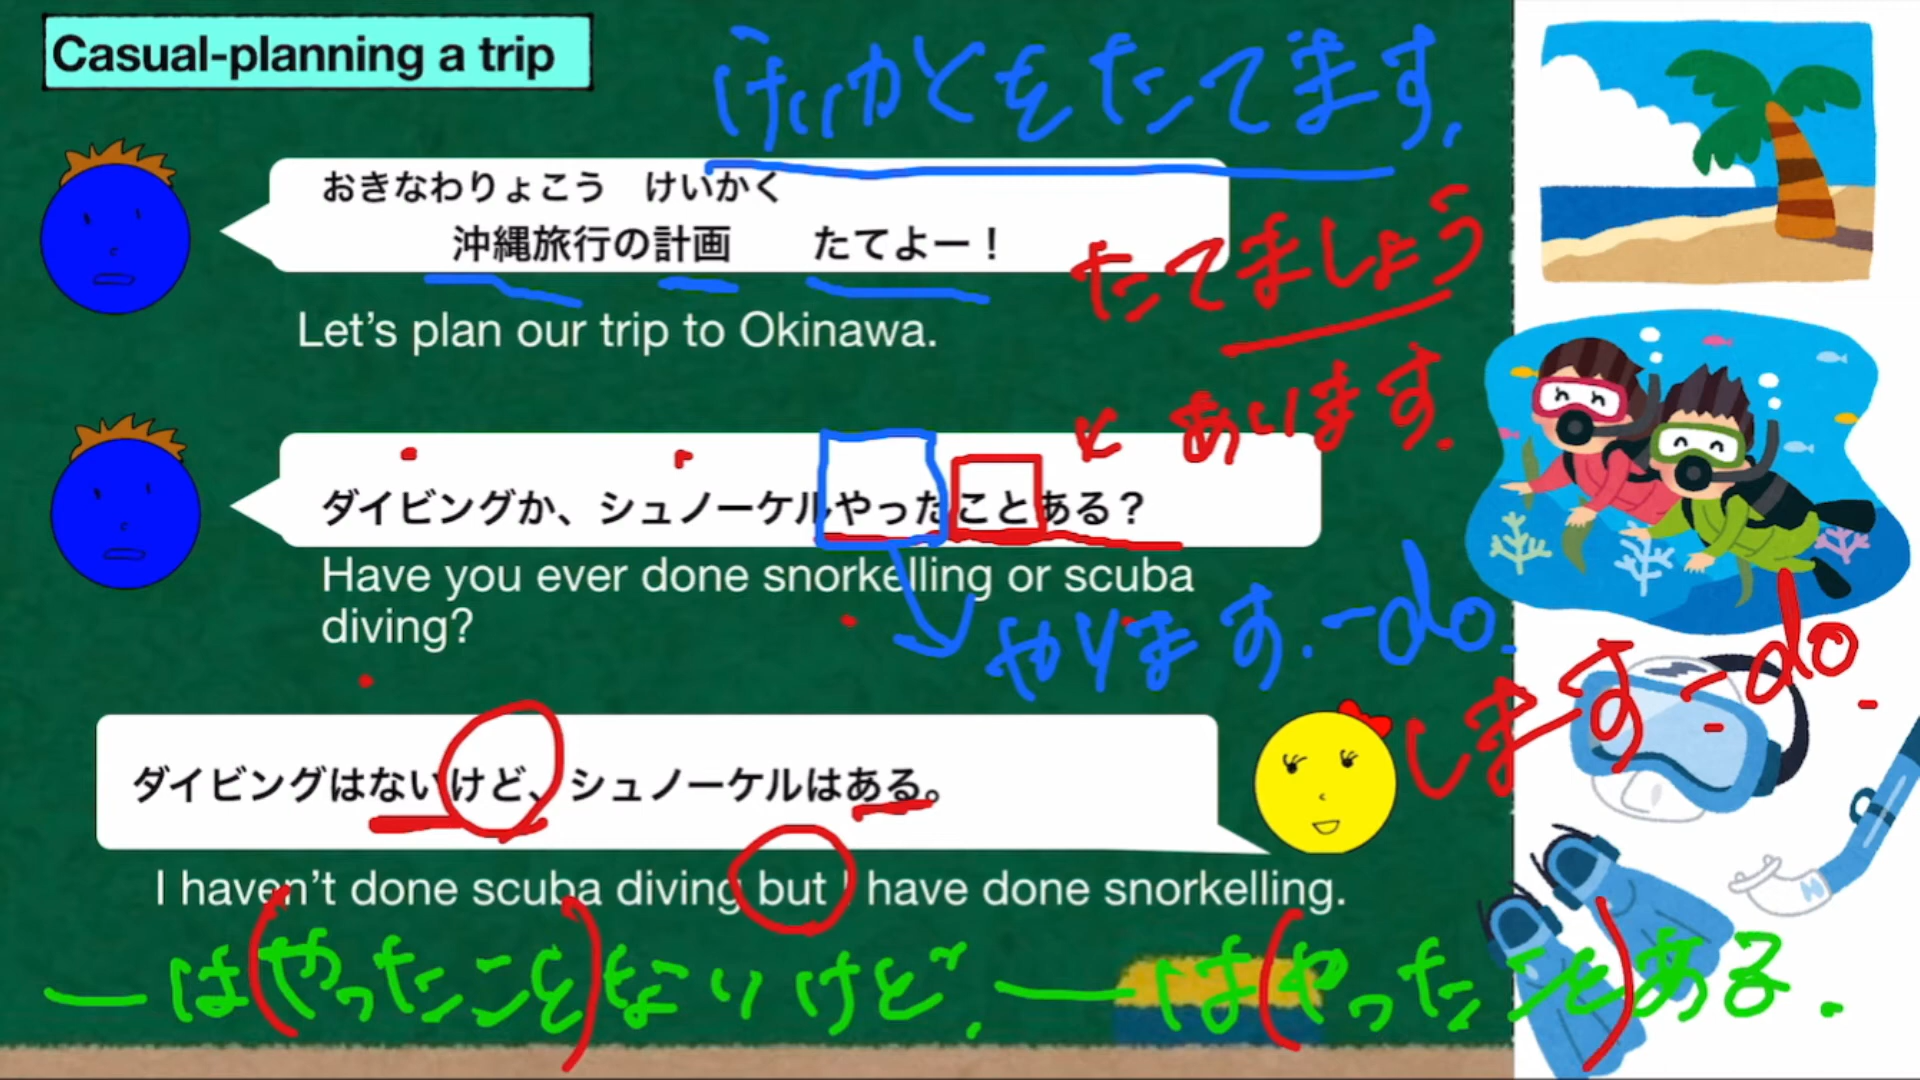 Casual-planning a trip
けいかくをたてます.
おきなわりょこう けいかく
沖縄旅行の計画 たてよー！
たてましょう
Let's plan our trip to Okinawa.
と あります.
ダイビングか、シュノーケルやったことある？
Have you ever done snorkelling or scuba
diving?
やります.-do.
します-do.
ダイビングはないけど、シュノーケルはある。
I haven't done scuba diving but I have done snorkelling.
—は(やったこと)ないけど、—は(やったこと)ある.